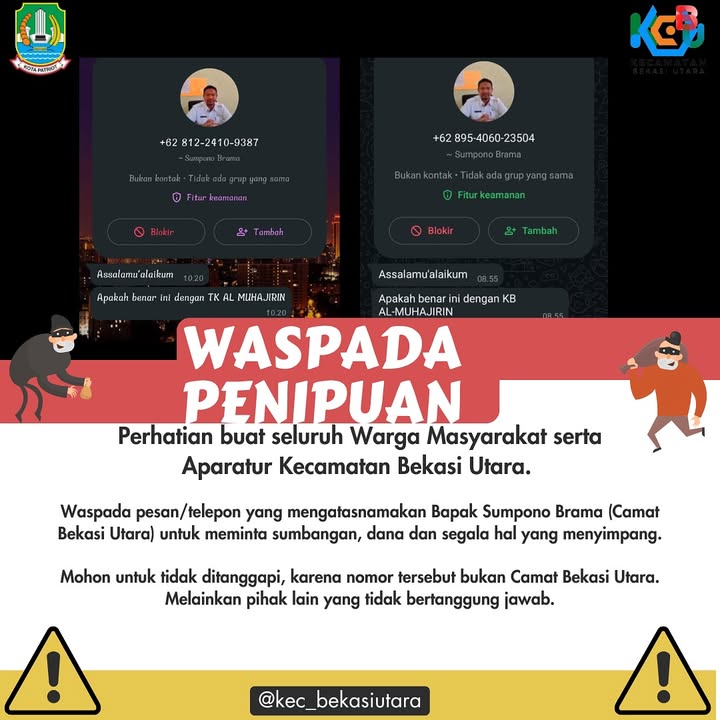 KOTA PATRIOT
KECAMATAN
BEKASI UTARA
+62 812-2410-9387
~ Sumpono Brama
Bukan kontak • Tidak ada grup yang sama
Fitur keamanan
Blokir
Tambah
Assalamu'alaikum 10.20
Apakah benar ini dengan TK AL MUHAJIRIN
10.20
+62 895-4060-23504
~ Sumpono Brama
Bukan kontak • Tidak ada grup yang sama
Fitur keamanan
Blokir
Tambah
Assalamu'alaikum 08.55
Apakah benar ini dengan KB
AL-MUHAJIRIN 08.55
WASPADA
PENIPUAN
Perhatian buat seluruh Warga Masyarakat serta
Aparatur Kecamatan Bekasi Utara.
Waspada pesan/telepon yang mengatasnamakan Bapak Sumpono Brama (Camat
Bekasi Utara) untuk meminta sumbangan, dana dan segala hal yang menyimpang.
Mohon untuk tidak ditanggapi, karena nomor tersebut bukan Camat Bekasi Utara.
Melainkan pihak lain yang tidak bertanggung jawab.
@kec_bekasiutara